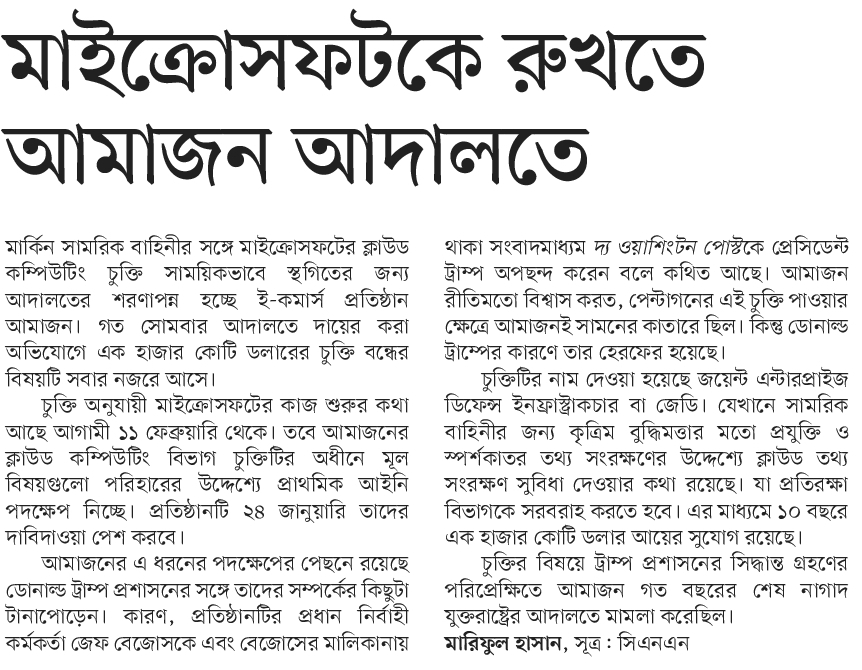 মাইক্রোসফটকে রুখতে
আমাজন আদালতে
মার্কিন সামরিক বাহিনীর সঙ্গে মাইক্রোসফটের ক্লাউড
কম্পিউটিং চুক্তি সাময়িকভাবে স্থগিতের জন্য
আদালতের শরণাপন্ন হচ্ছে ই-কমার্স প্রতিষ্ঠান
আমাজন। গত সোমবার আদালতে দায়ের করা
অভিযোগে এক হাজার কোটি ডলারের চুক্তি বন্ধের
বিষয়টি সবার নজরে আসে।
চুক্তি অনুযায়ী মাইক্রোসফটের কাজ শুরুর কথা
আছে আগামী ১১ ফেব্রুয়ারি থেকে। তবে আমাজনের
ক্লাউড কম্পিউটিং বিভাগ চুক্তিটির অধীনে মূল
বিষয়গুলো পরিহারের উদ্দেশ্যে প্রাথমিক আইনি
পদক্ষেপ নিচ্ছে। প্রতিষ্ঠানটি ২৪ জানুয়ারি তাদের
দাবিদাওয়া পেশ করবে।
আমাজনের এ ধরনের পদক্ষেপের পেছনে রয়েছে
ডোনাল্ড ট্রাম্প প্রশাসনের সঙ্গে তাদের সম্পর্কের কিছুটা
টানাপোড়েন। কারণ, প্রতিষ্ঠানটির প্রধান নির্বাহী
কর্মকর্তা জেফ বেজোসকে এবং বেজোসের মালিকানায়
থাকা সংবাদমাধ্যম দ্য ওয়াশিংটন পোস্টকে প্রেসিডেন্ট
ট্রাম্প অপছন্দ করেন বলে কথিত আছে। আমাজন
রীতিমতো বিশ্বাস করত, পেন্টাগনের এই চুক্তি পাওয়ার
ক্ষেত্রে আমাজনই সামনের কাতারে ছিল। কিন্তু ডোনাল্ড
ট্রাম্পের কারণে তার হেরফের হয়েছে।
চুক্তিটির নাম দেওয়া হয়েছে জয়েন্ট এন্টারপ্রাইজ
ডিফেন্স ইনফ্রাস্ট্রাকচার বা জেডি। যেখানে সামরিক
বাহিনীর জন্য কৃত্রিম বুদ্ধিমত্তার মতো প্রযুক্তি ও
স্পর্শকাতর তথ্য সংরক্ষণের উদ্দেশ্যে ক্লাউড তথ্য
সংরক্ষণ সুবিধা দেওয়ার কথা রয়েছে। যা প্রতিরক্ষা
বিভাগকে সরবরাহ করতে হবে। এর মাধ্যমে ১০ বছরে
এক হাজার কোটি ডলার আয়ের সুযোগ রয়েছে।
চুক্তির বিষয়ে ট্রাম্প প্রশাসনের সিদ্ধান্ত গ্রহণের
পরিপ্রেক্ষিতে আমাজন গত বছরের শেষ নাগাদ
যুক্তরাষ্ট্রের আদালতে মামলা করেছিল।
মারিফুল হাসান, সূত্র : সিএনএন